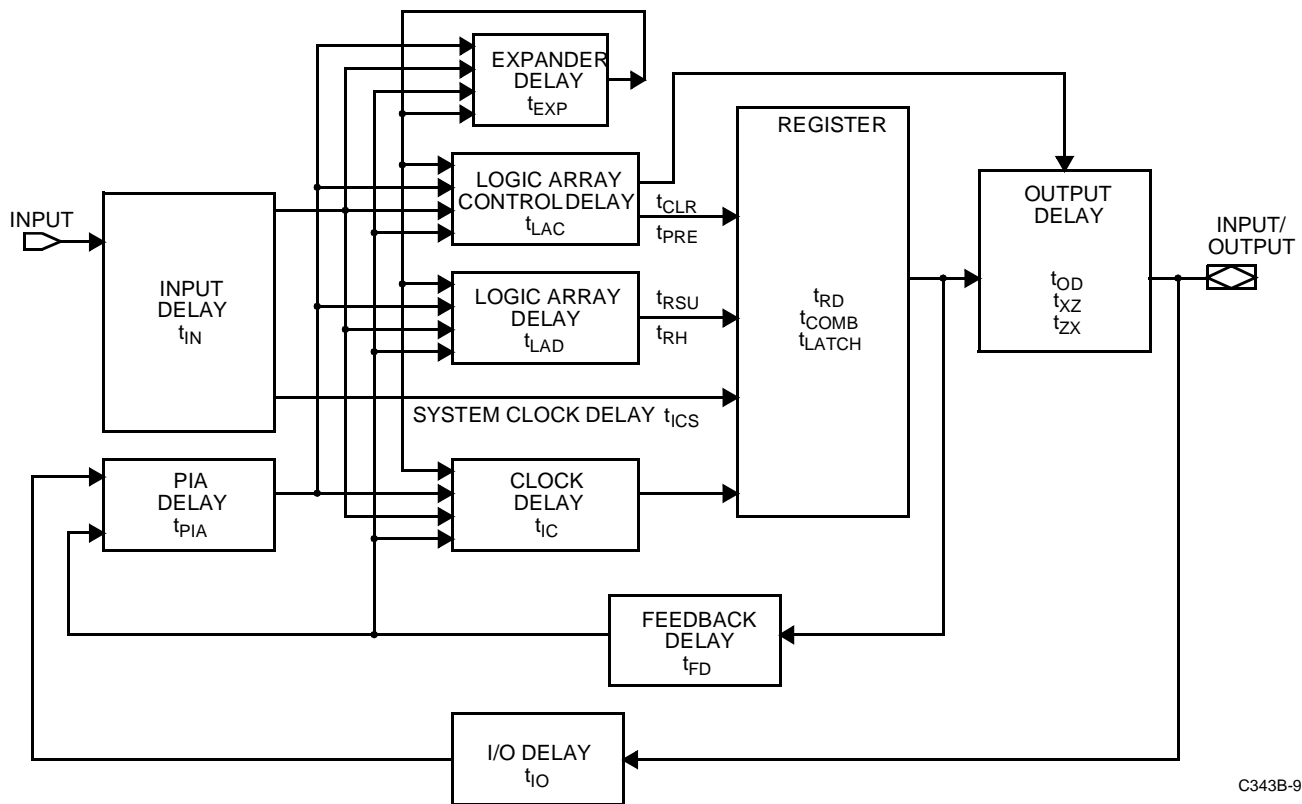 EXPANDER
DELAY
tEXP
REGISTER
LOGIC ARRAY
CONTROLDELAY
tLAC
tCLR
tPRE
OUTPUT
DELAY
tOD
tXZ
tZX
INPUT
INPUT/
OUTPUT
INPUT
DELAY
tIN
LOGIC ARRAY
DELAY
tLAD
tRSU
tRH
tRD
tCOMB
tLATCH
SYSTEM CLOCK DELAY tICS
PIA
DELAY
tPIA
CLOCK
DELAY
tIC
FEEDBACK
DELAY
tFD
I/O DELAY
tIO
C343B-9